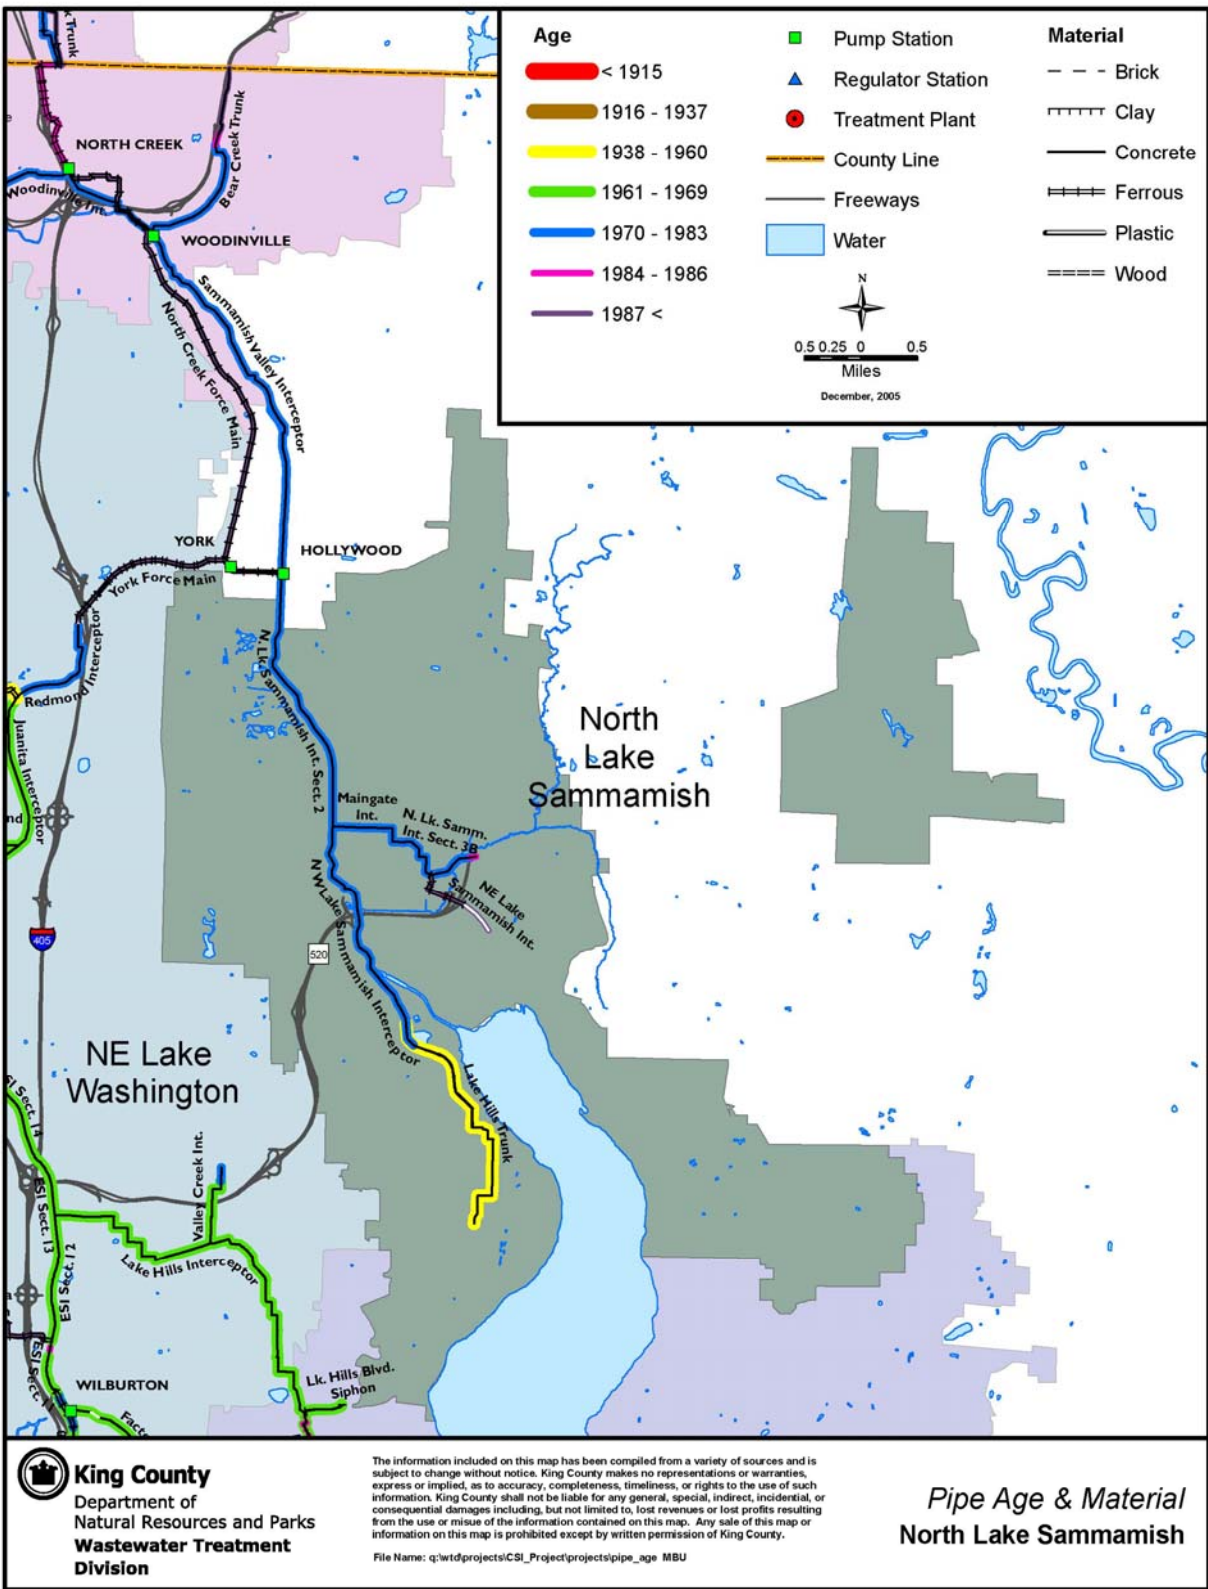 Age
< 1915
1916 - 1937
1938 - 1960
1961 - 1969
1970 - 1983
1984 - 1986
1987 <
Pump Station
Regulator Station
Treatment Plant
County Line
Freeways
Water
N
0.5 0.25 0 0.5
Miles
December, 2005
Material
Brick
Clay
Concrete
Ferrous
Plastic
Wood
Trunk
NORTH CREEK
Bear Creek Trunk
Woodinville Int.
WOODINVILLE
Sammamish Valley Interceptor
North Creek Force Main
YORK
HOLLYWOOD
York Force Main
Redmond Interceptor
Juanita Interceptor
nd
N. Lk. Sammamish Int. Sect. 2
North
Lake
Sammamish
Maingate
Int.
N. Lk. Samm.
Int. Sect. 3B
NE Lake
Sammamish Int.
N W Lake Sammamish Interceptor
405
520
NE Lake
Washington
Lake Hills Trunk
SI Sect. 14
ESI Sect. 13
ESI Sect. 12
Valley Creek Int.
Lake Hills Interceptor
ESI Sect. 11
WILBURTON
Facto
Lk. Hills Blvd.
Siphon
King County
Department of
Natural Resources and Parks
Wastewater Treatment
Division
The information included on this map has been compiled from a variety of sources and is
subject to change without notice. King County makes no representations or warranties,
express or implied, as to accuracy, completeness, timeliness, or rights to the use of such
information. King County shall not be liable for any general, special, indirect, incidental, or
consequential damages including, but not limited to, lost revenues or lost profits resulting
from the use or misue of the information contained on this map. Any sale of this map or
information on this map is prohibited except by written permission of King County.
File Name: q:\wtd\projects\CSI_Project\projects\pipe_age MBU
Pipe Age & Material
North Lake Sammamish